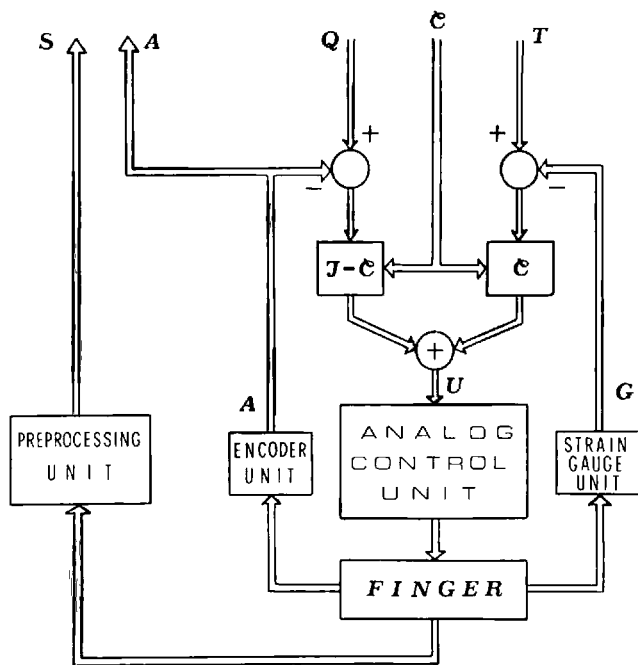 S A Q 𝒞 T
+ +
− −
𝒥-𝒞 𝒞
+
U
A G
PREPROCESSING
UNIT
ENCODER
UNIT
ANALOG
CONTROL
UNIT
STRAIN
GAUGE
UNIT
FINGER